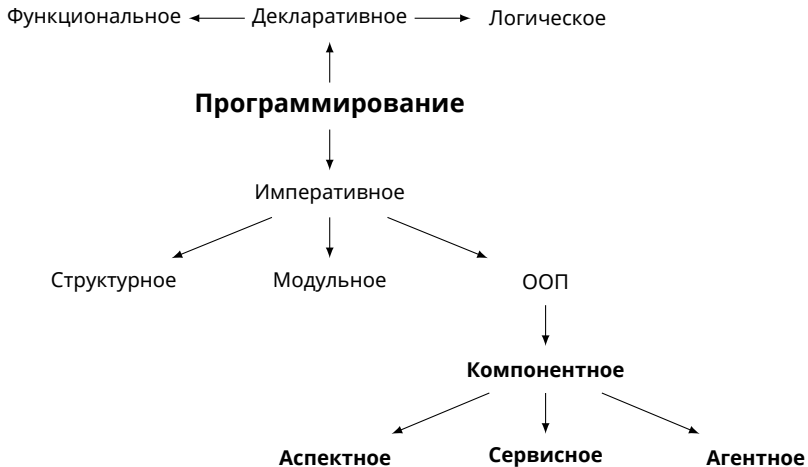 Функциональное Декларативное Логическое
Программирование
Императивное
Структурное Модульное ООП
Компонентное
Аспектное Сервисное Агентное